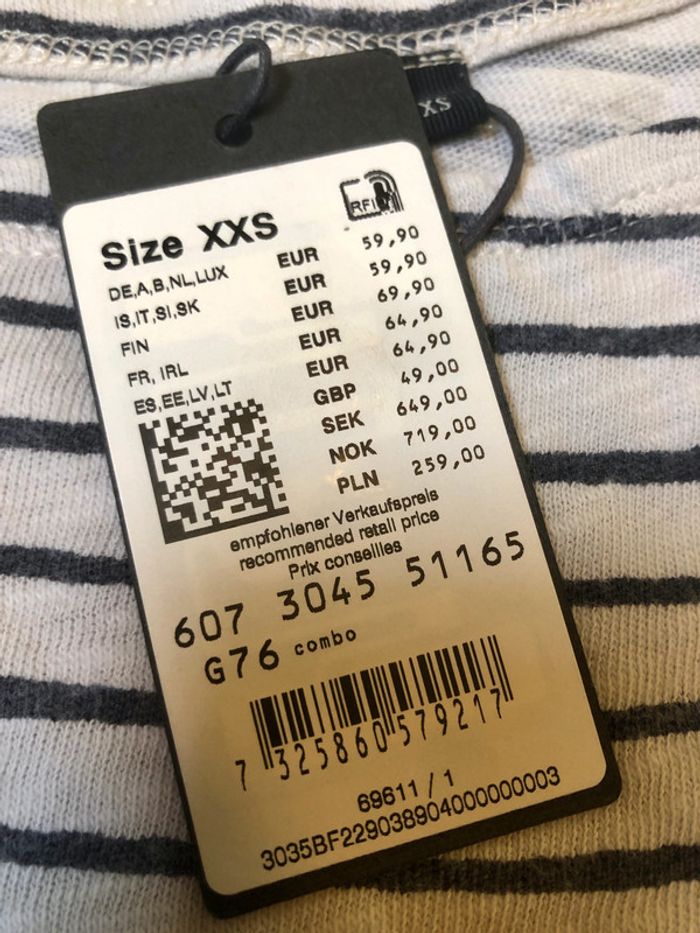 XS
RFID
Size XXS
DE,A,B,NL,LUX EUR 59,90
IS,IT,SI,SK EUR 59,90
FIN EUR 69,90
FR, IRL EUR 64,90
ES,EE,LV,LT EUR 64,90
GBP 49,00
SEK 649,00
NOK 719,00
PLN 259,00
empfohlener Verkaufspreis
recommended retail price
Prix conseilles
607 3045 51165
G76 combo
7 325860 579217
69611 / 1
3035BF229038904000000003